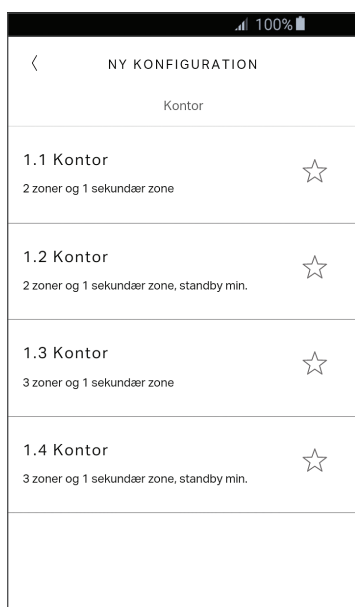 100%
NY KONFIGURATION
Kontor
1.1 Kontor
2 zoner og 1 sekundær zone
1.2 Kontor
2 zoner og 1 sekundær zone, standby min.
1.3 Kontor
3 zoner og 1 sekundær zone
1.4 Kontor
3 zoner og 1 sekundær zone, standby min.